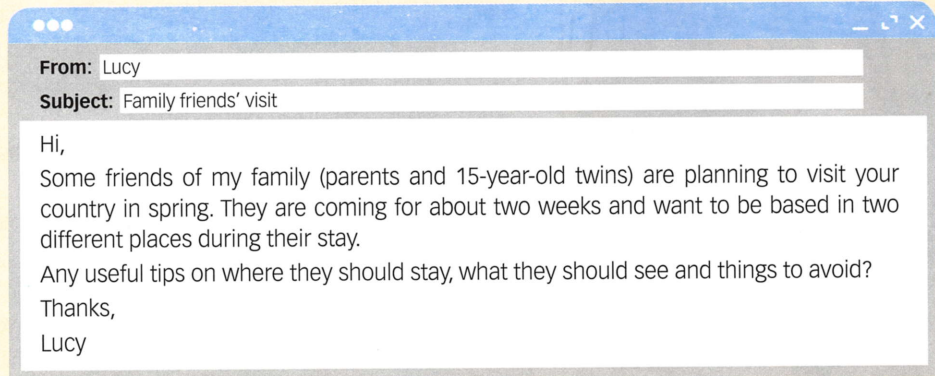 From: Lucy
Subject: Family friends' visit
Hi,
Some friends of my family (parents and 15-year-old twins) are planning to visit your
country in spring. They are coming for about two weeks and want to be based in two
different places during their stay.
Any useful tips on where they should stay, what they should see and things to avoid?
Thanks,
Lucy